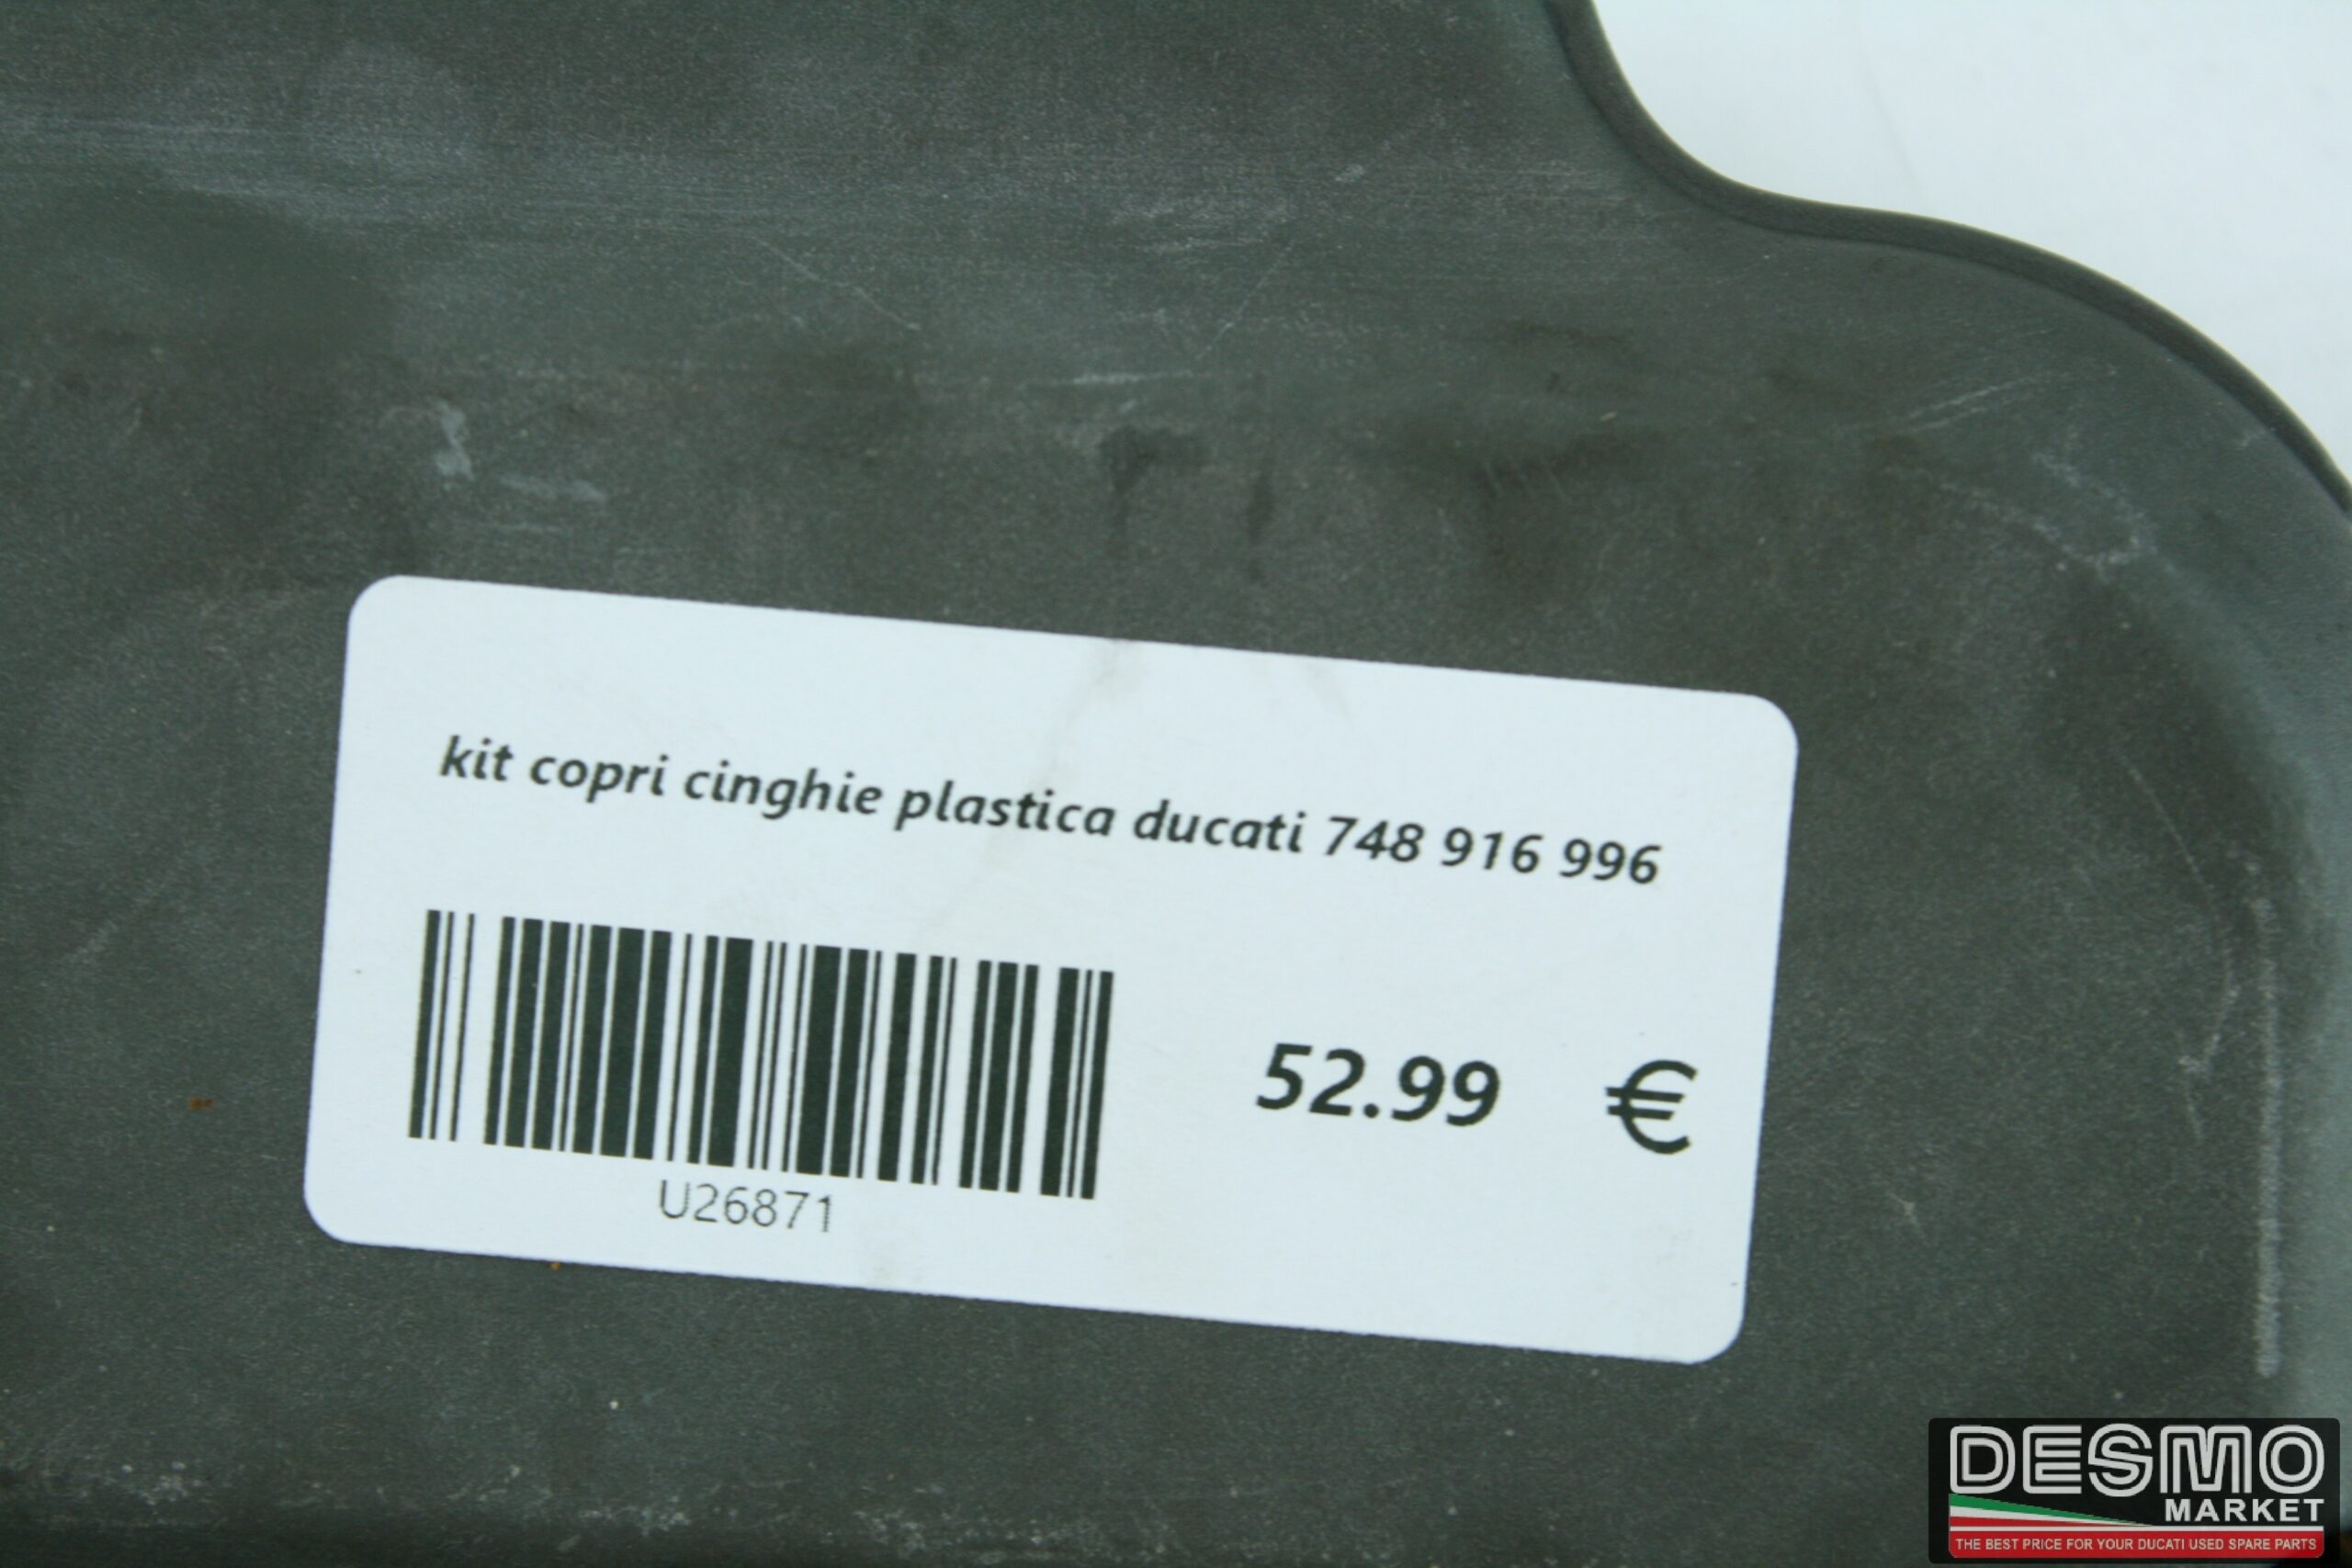 kit copri cinghie plastica ducati 748 916 996
52.99 €
U26871
DESMO
MARKET
THE BEST PRICE FOR YOUR DUCATI USED SPARE PARTS